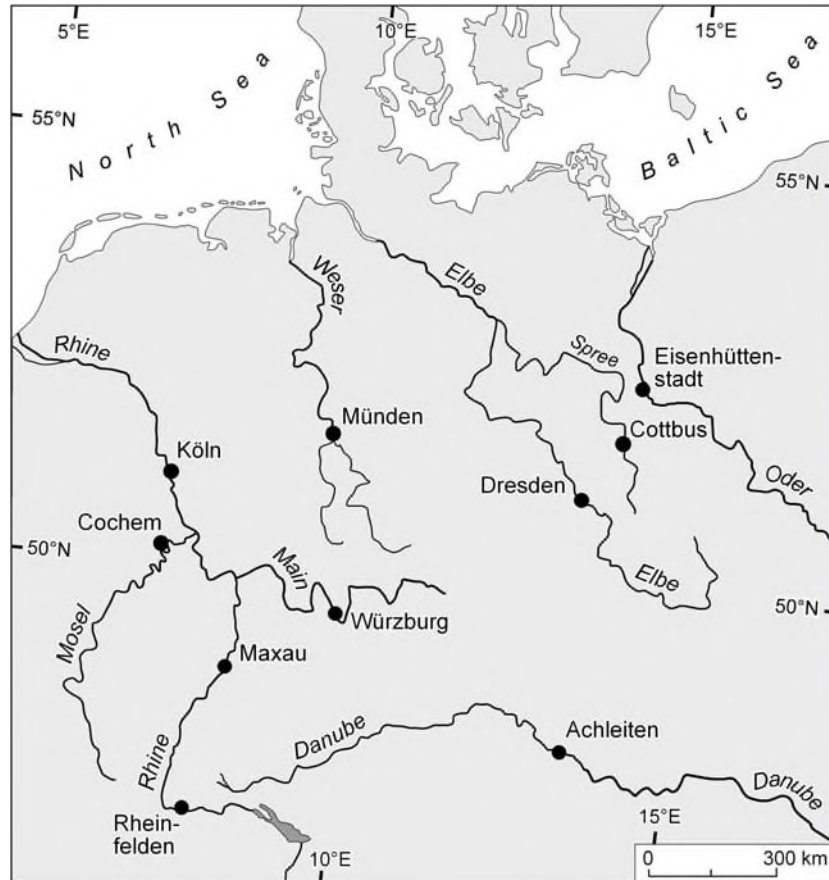 5°E
10°E
15°E
55°N
North Sea
Baltic Sea
55°N
Weser
Elbe
Rhine
Spree
Eisenhütten-
stadt
Münden
Cottbus
Köln
Dresden
Oder
Cochem
50°N
Main
Elbe
50°N
Mosel
Würzburg
Maxau
Rhine
Danube
Achleiten
Danube
Rhein-
felden
15°E
10°E
0 300 km